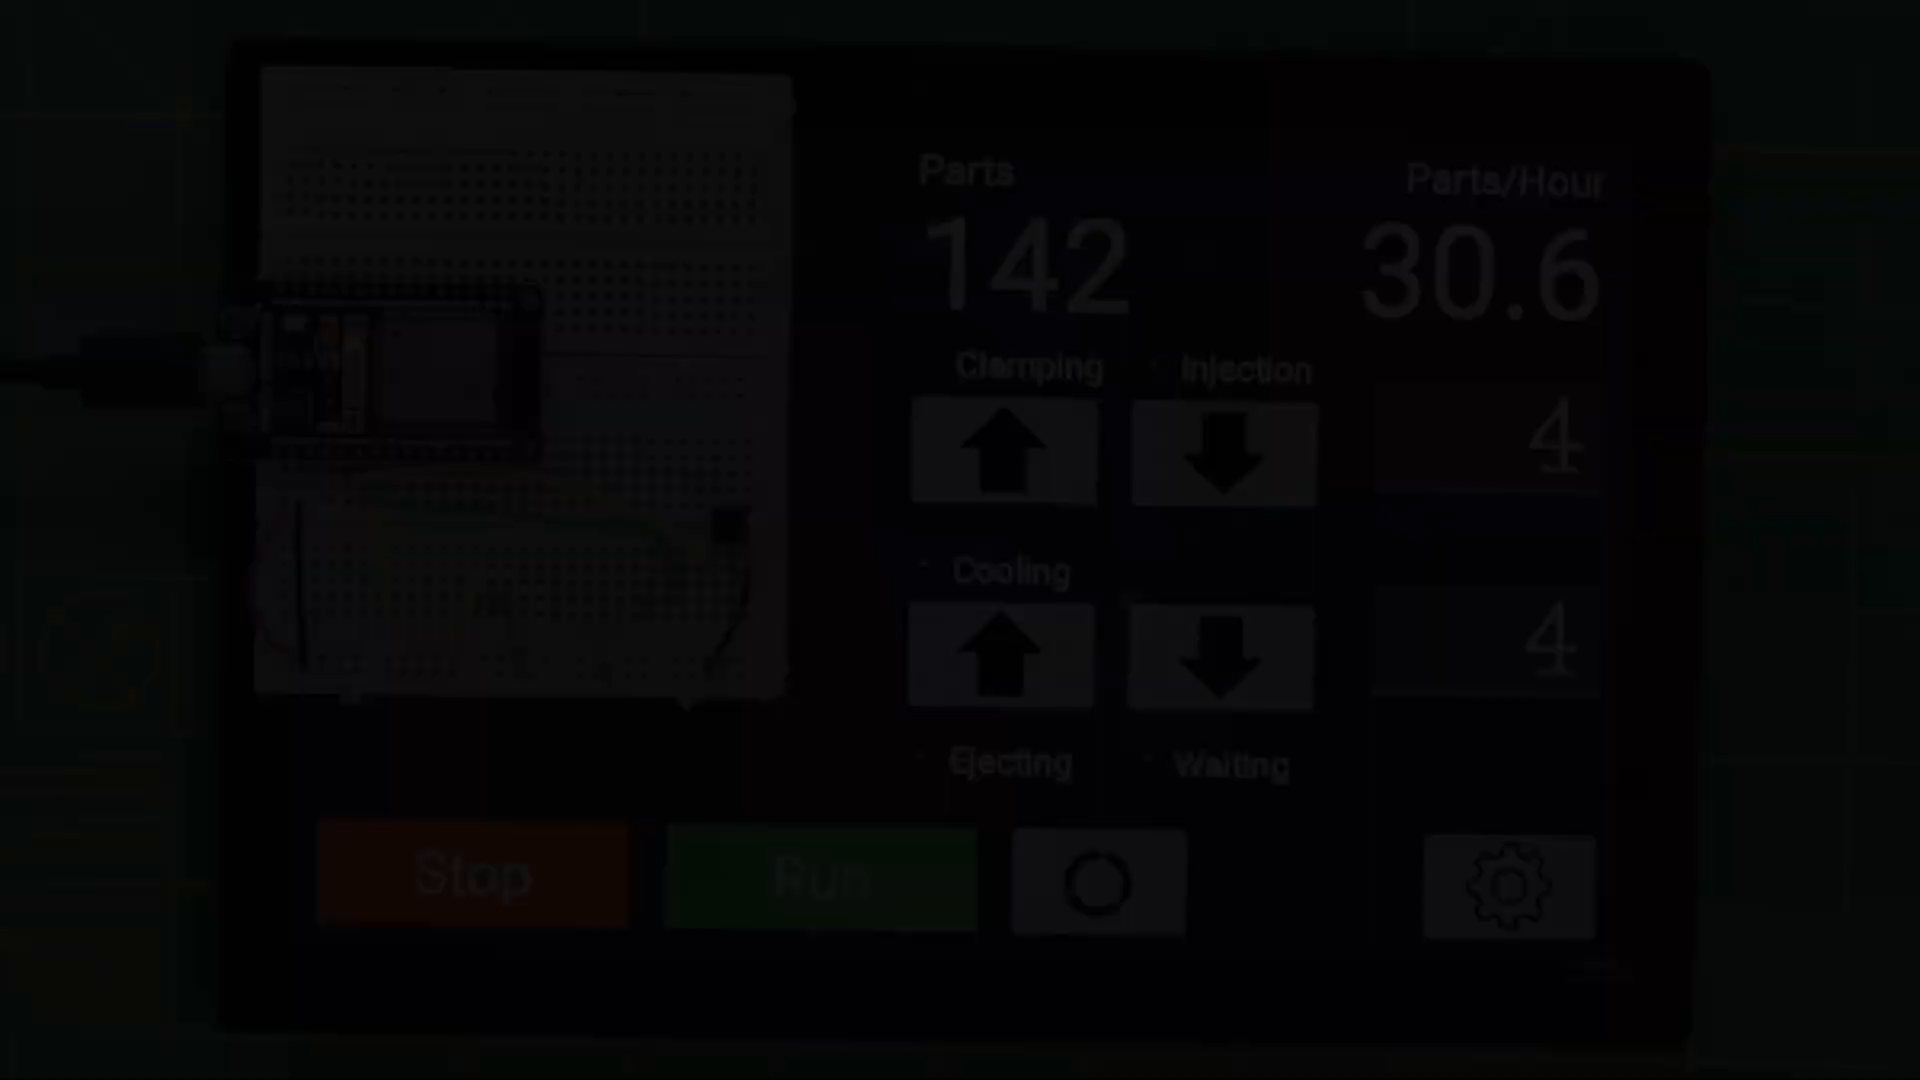 Parts Parts/Hour
142 30.6
Clamping Injection
4
Cooling
4
Ejecting Waiting
Stop Run